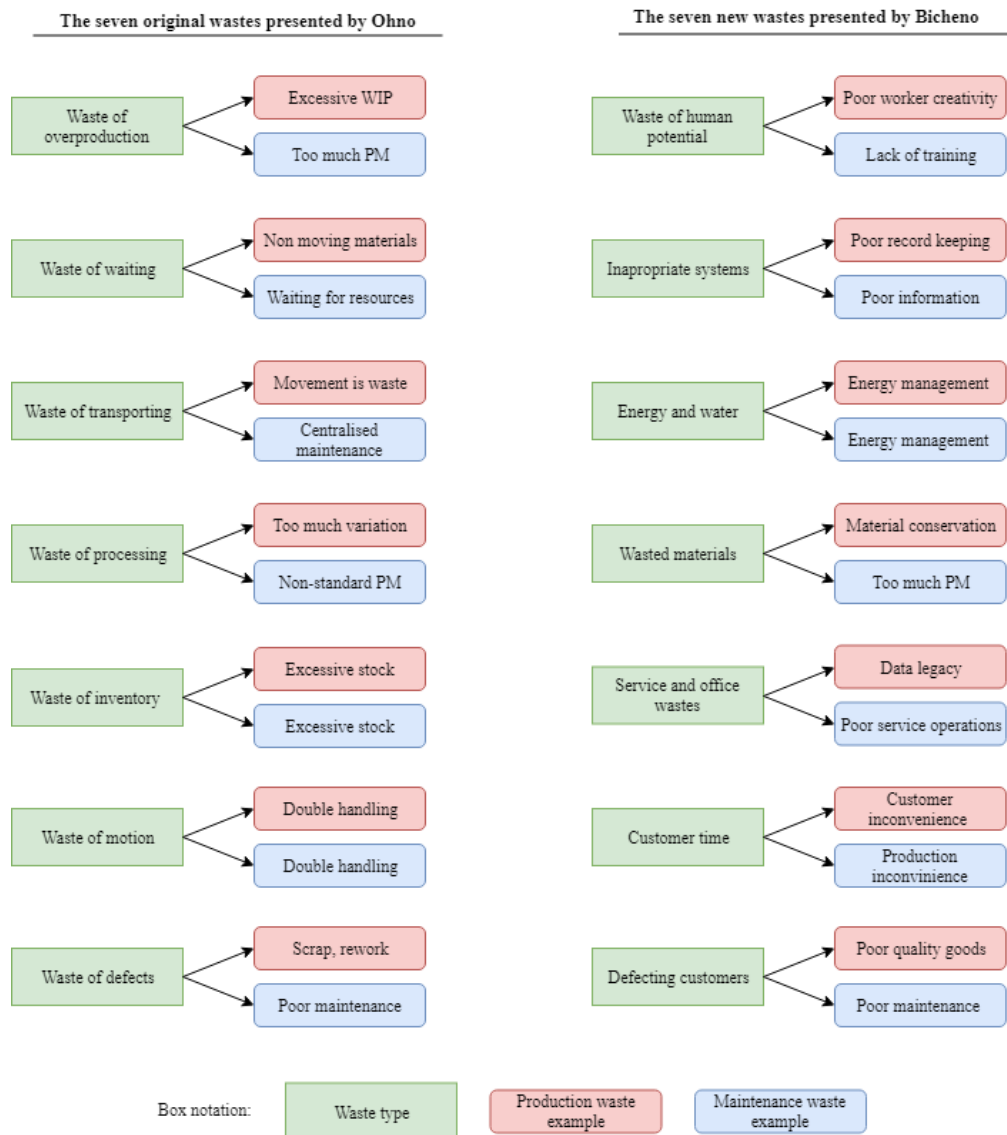 The seven original wastes presented by Ohno
Waste of
overproduction
Excessive WIP
Too much PM
Waste of waiting
Non moving materials
Waiting for resources
Waste of transporting
Movement is waste
Centralised
maintenance
Waste of processing
Too much variation
Non-standard PM
Waste of inventory
Excessive stock
Excessive stock
Waste of motion
Double handling
Double handling
Waste of defects
Scrap, rework
Poor maintenance
The seven new wastes presented by Bicheno
Waste of human
potential
Poor worker creativity
Lack of training
Inapropriate systems
Poor record keeping
Poor information
Energy and water
Energy management
Energy management
Wasted materials
Material conservation
Too much PM
Service and office
wastes
Data legacy
Poor service operations
Customer time
Customer
inconvenience
Production
inconvinience
Defecting customers
Poor quality goods
Poor maintenance
Box notation:
Waste type
Production waste
example
Maintenance waste
example